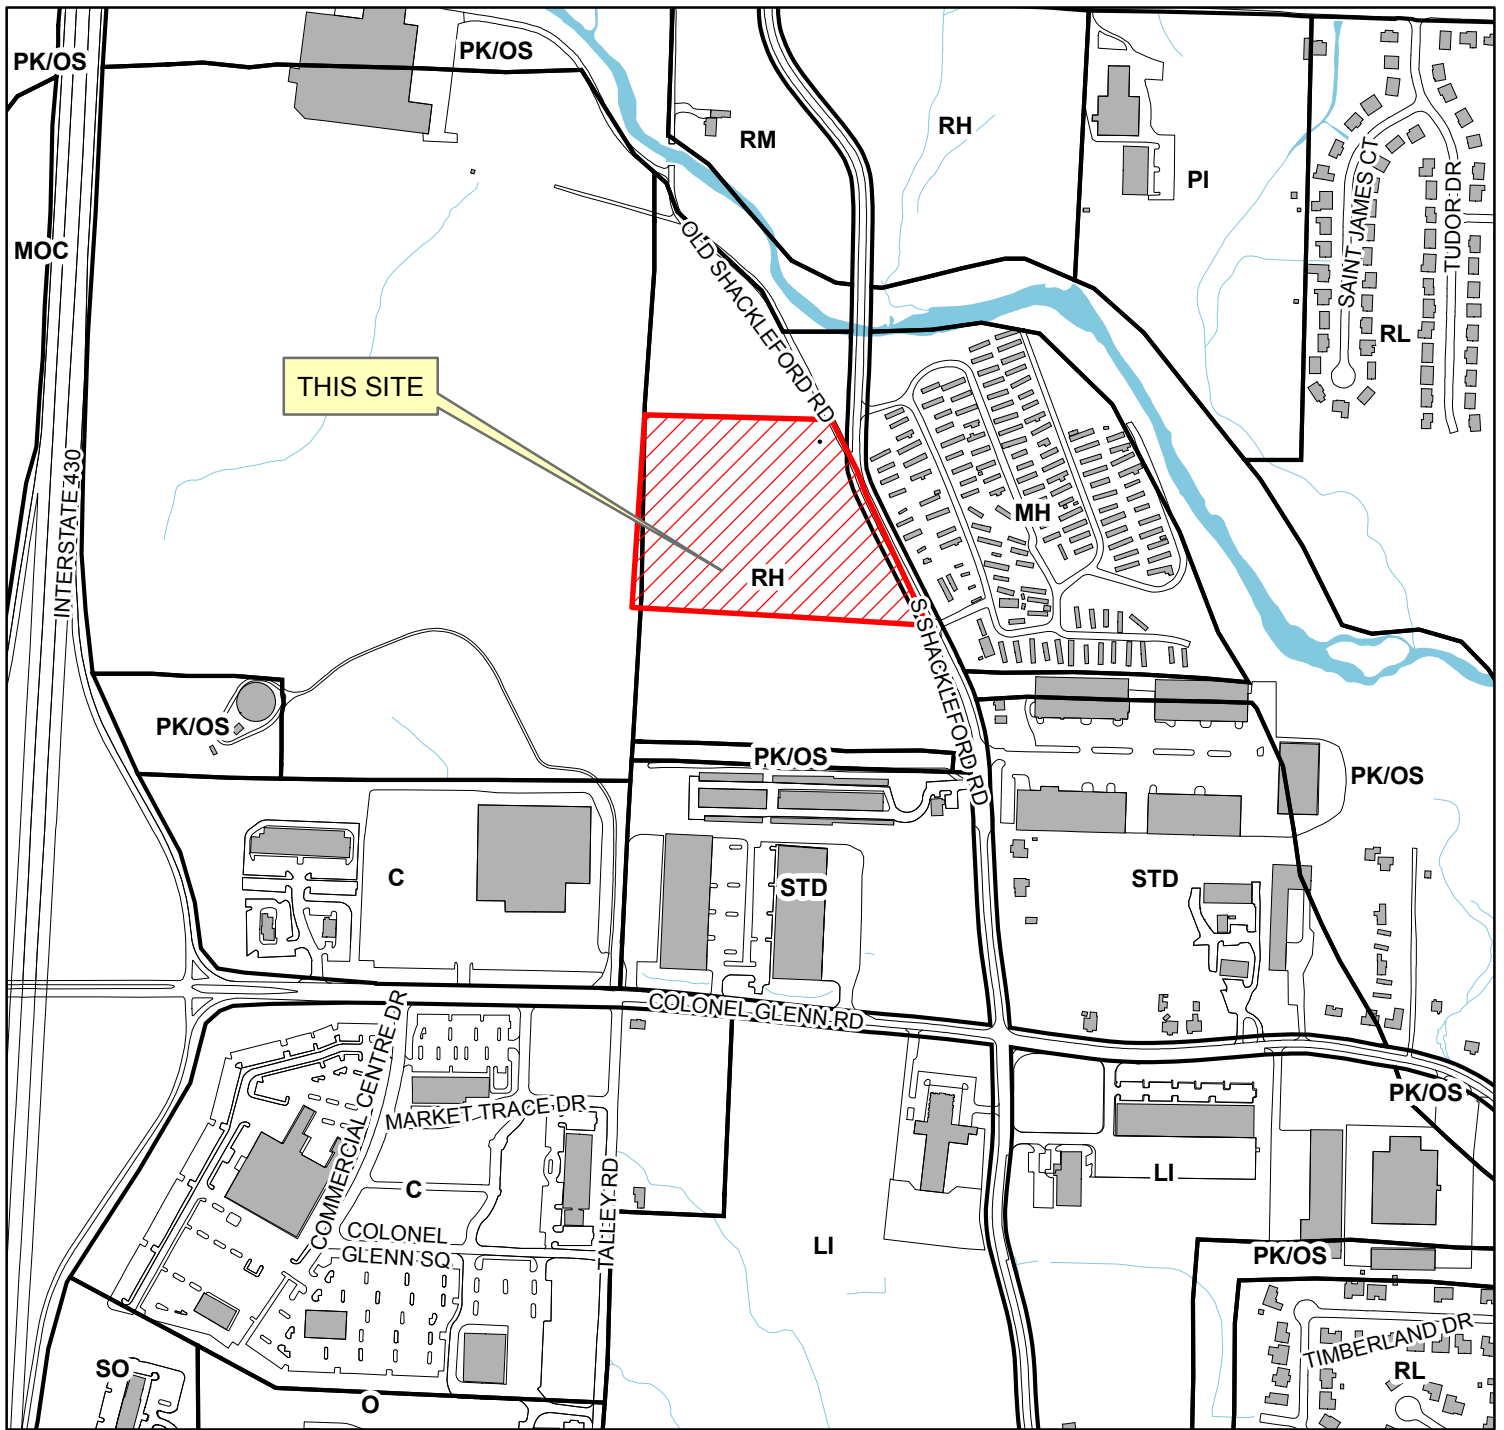 PK/OS
PK/OS
RM
RH
PI
SAINT JAMES CT
TUDOR DR
MOC
OLD SHACKLEFORD RD
RL
THIS SITE
INTERSTATE 430
MH
RH
S SHACKLEFORD RD
PK/OS
PK/OS
PK/OS
C
STD
STD
COLONEL GLENN RD
COMMERCIAL CENTRE DR
MARKET TRACE DR
PK/OS
TALLEY RD
C
LI
COLONEL
GLENN SQ
LI
PK/OS
TIMBERLAND DR
SO
RL
O